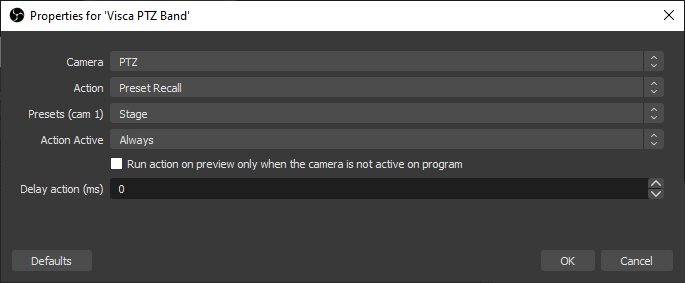 Properties for 'Visca PTZ Band'
Camera PTZ
Action Preset Recall
Presets (cam 1) Stage
Action Active Always
Run action on preview only when the camera is not active on program
Delay action (ms) 0
Defaults OK Cancel